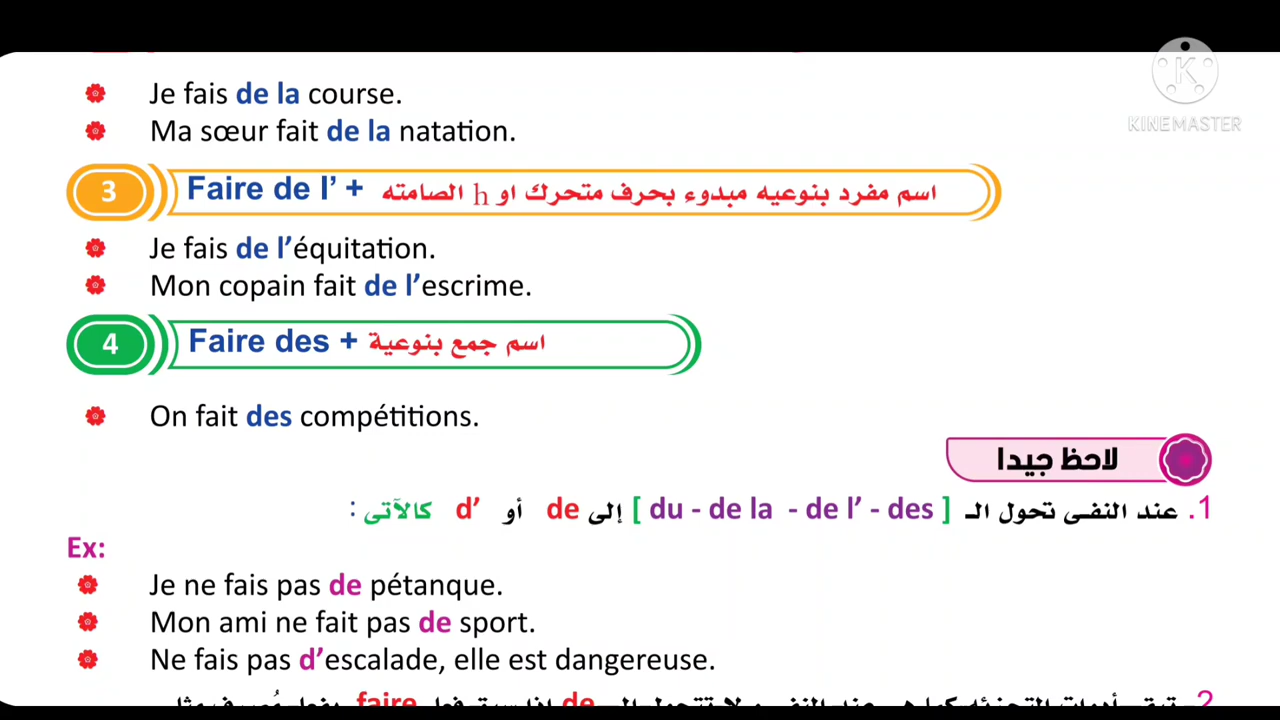 Je fais de la course.
KINEMASTER
Ma sœur fait de la natation.
3 Faire de l’ + اسم مفرد بنوعيه مبدوء بحرف متحرك او h الصامته
Je fais de l’équitation.
Mon copain fait de l’escrime.
4 Faire des + اسم جمع بنوعية
On fait des compétitions.
لاحظ جيدا
1. عند النفى تحول الـ [ du - de la - de l’ - des ] إلى de أو d’ كالآتى :
Ex:
Je ne fais pas de pétanque.
Mon ami ne fait pas de sport.
Ne fais pas d’escalade, elle est dangereuse.